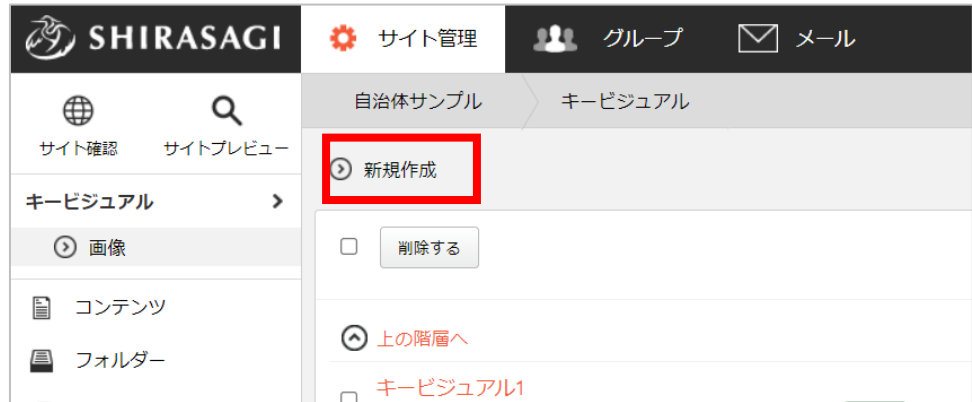 SHIRASAGI
サイト管理
グループ
メール
サイト確認
サイトプレビュー
自治体サンプル
キービジュアル
新規作成
キービジュアル
画像
削除する
コンテンツ
上の階層へ
フォルダー
キービジュアル1